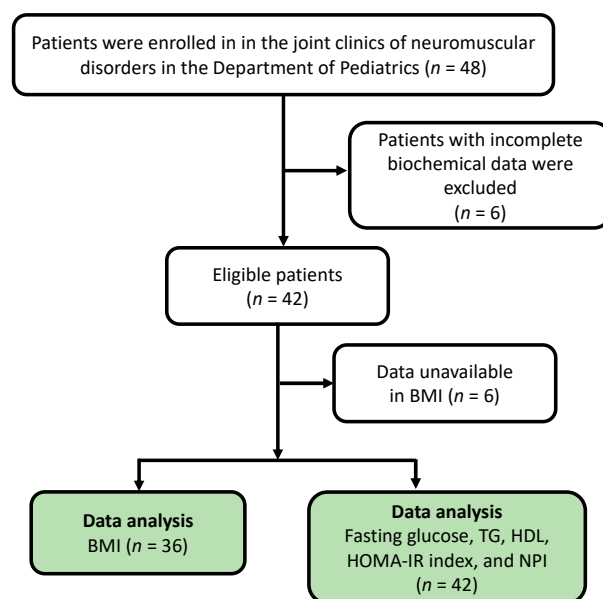 Patients were enrolled in in the joint clinics of neuromuscular
disorders in the Department of Pediatrics (n = 48)
Patients with incomplete
biochemical data were
excluded
(n = 6)
Eligible patients
(n = 42)
Data unavailable
in BMI (n = 6)
Data analysis
BMI (n = 36)
Data analysis
Fasting glucose, TG, HDL,
HOMA-IR index, and NPI
(n = 42)